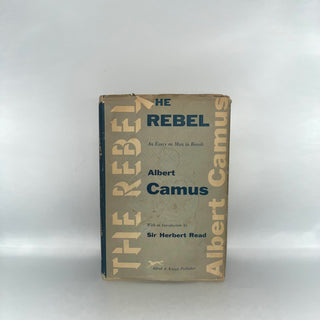 THE REBEL
THE
REBEL
An Essay on Man in Revolt
Albert
Camus
With an introduction by
Sir Herbert Read
Alfred A Knopf Publisher
Albert Camus